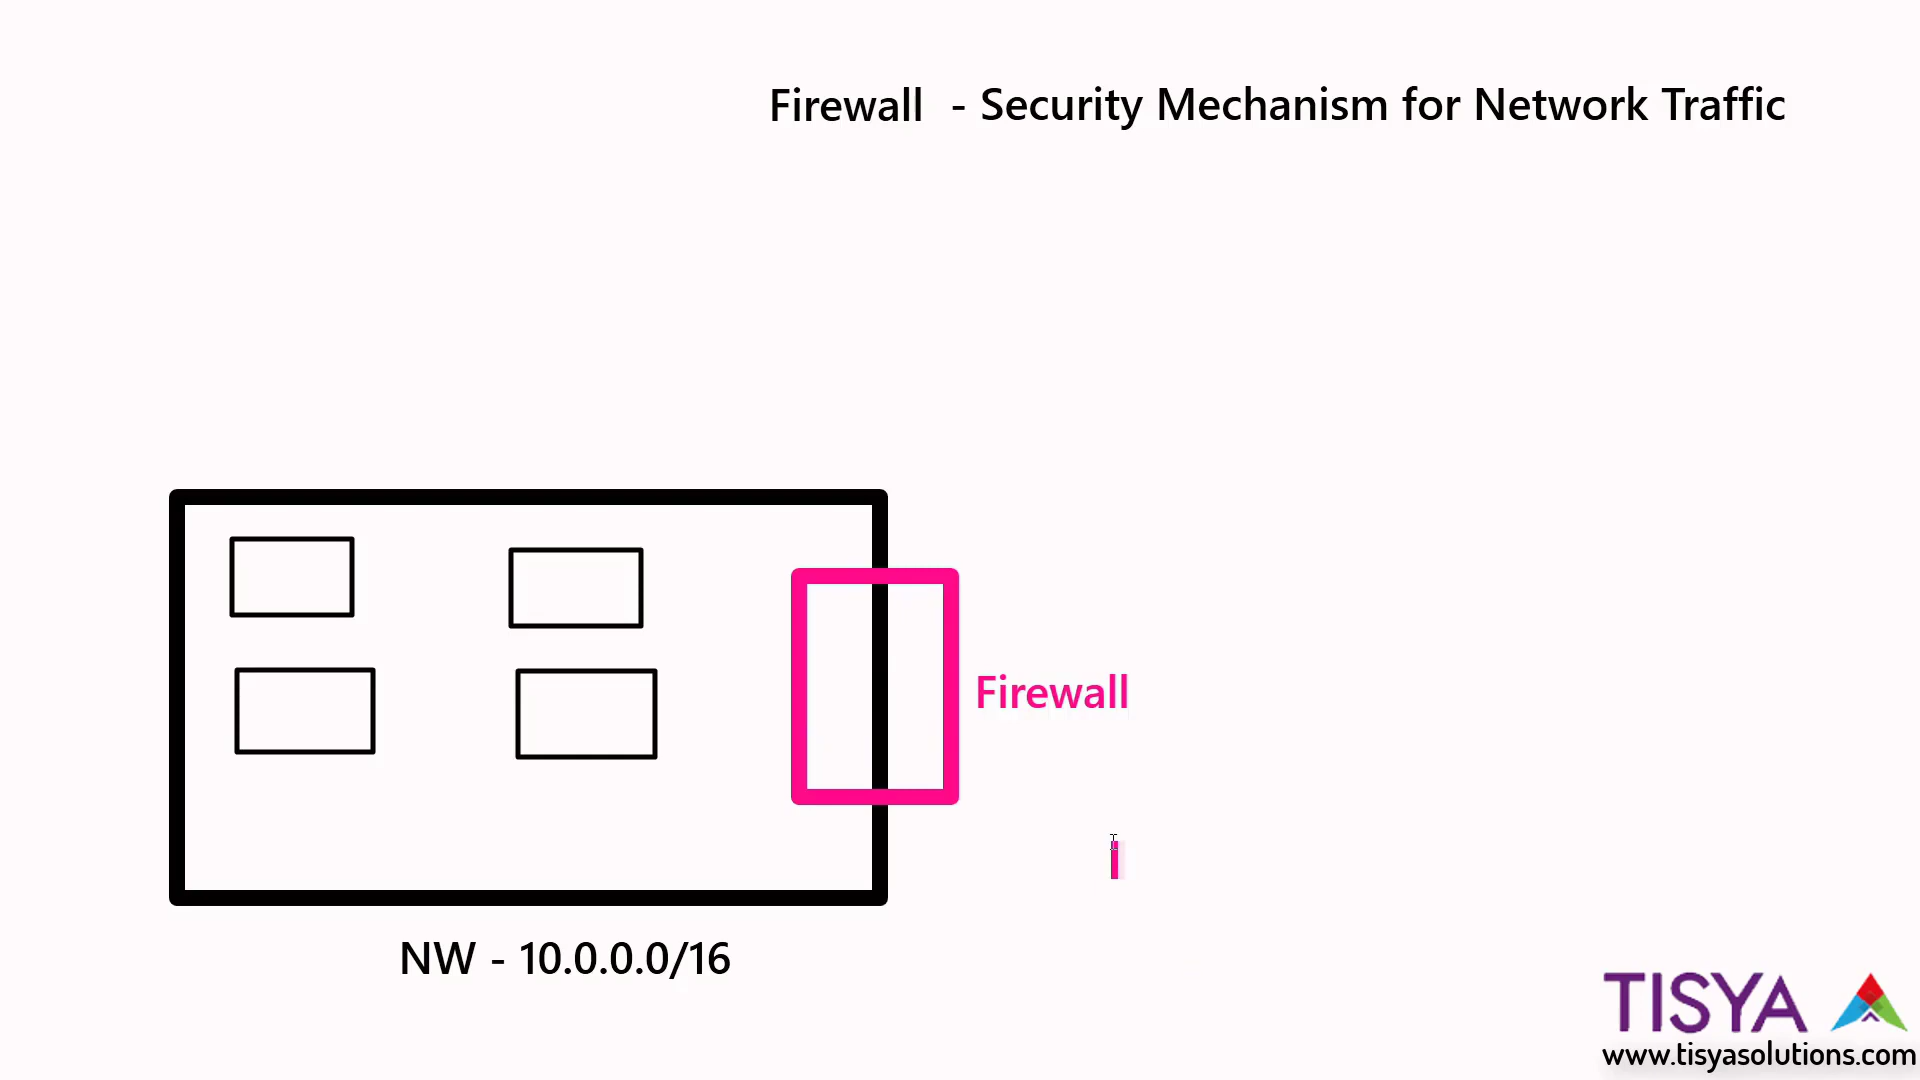 Firewall - Security Mechanism for Network Traffic
Firewall
NW - 10.0.0.0/16
TISYA
www.tisyasolutions.com